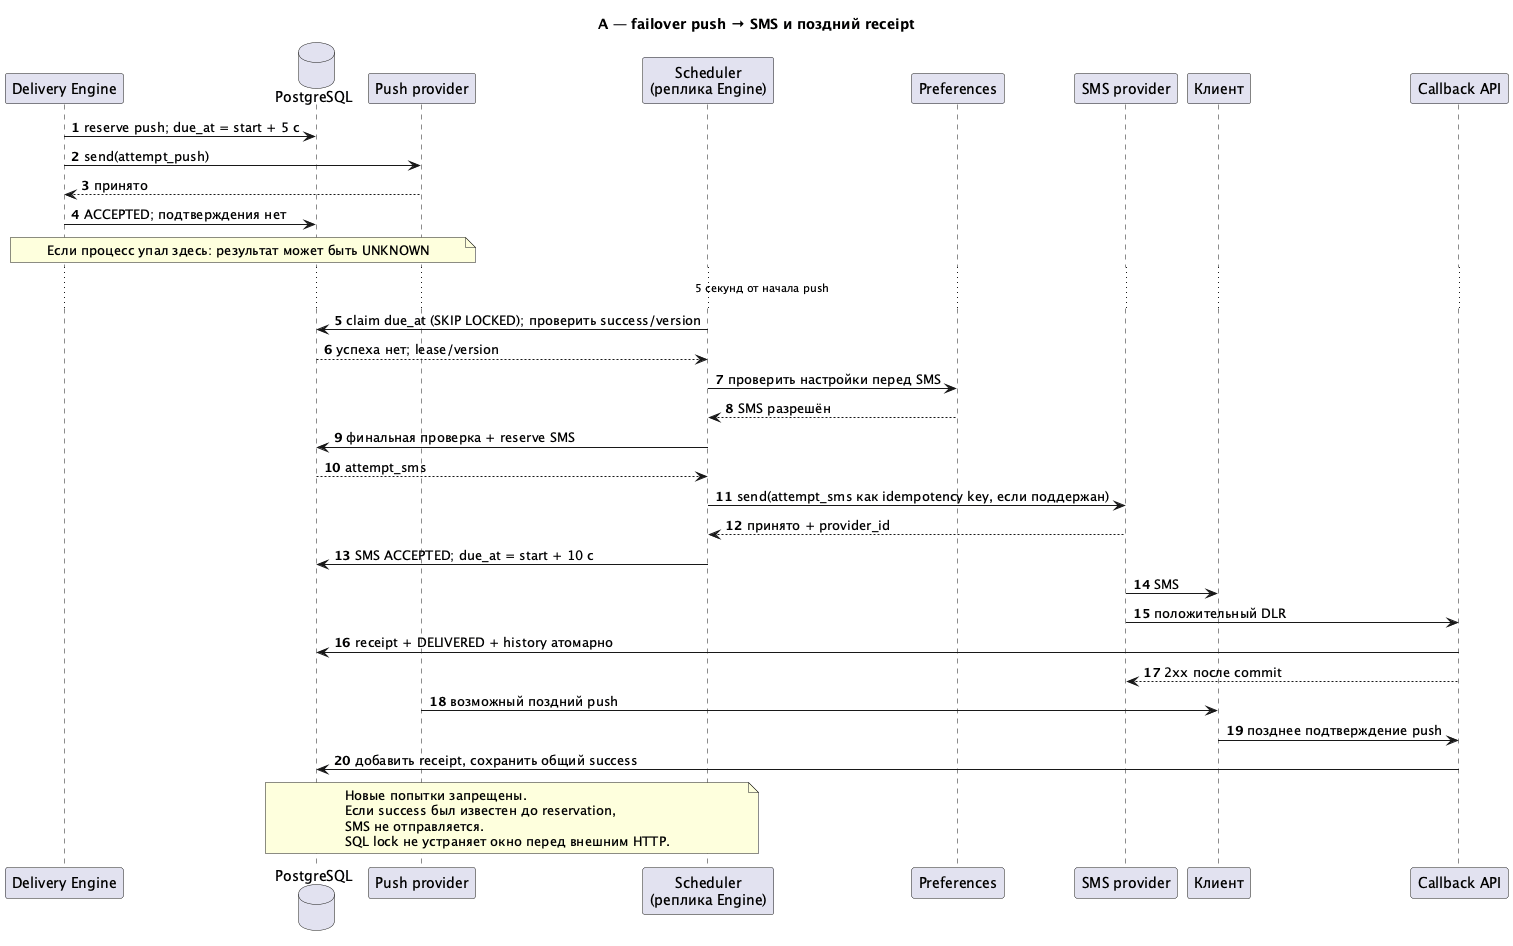 A — failover push → SMS и поздний receipt
Delivery Engine
PostgreSQL
Push provider
Scheduler
(реплика Engine)
Preferences
SMS provider
Клиент
Callback API
1 reserve push; due_at = start + 5 с
2 send(attempt_push)
3 принято
4 ACCEPTED; подтверждения нет
Если процесс упал здесь: результат может быть UNKNOWN
5 секунд от начала push
5 claim due_at (SKIP LOCKED); проверить success/version
6 успеха нет; lease/version
7 проверить настройки перед SMS
8 SMS разрешён
9 финальная проверка + reserve SMS
10 attempt_sms
11 send(attempt_sms как idempotency key, если поддержан)
12 принято + provider_id
13 SMS ACCEPTED; due_at = start + 10 с
14 SMS
15 положительный DLR
16 receipt + DELIVERED + history атомарно
17 2xx после commit
18 возможный поздний push
19 позднее подтверждение push
20 добавить receipt, сохранить общий success
Новые попытки запрещены.
Если success был известен до reservation,
SMS не отправляется.
SQL lock не устраняет окно перед внешним HTTP.
Delivery Engine
PostgreSQL
Push provider
Scheduler
(реплика Engine)
Preferences
SMS provider
Клиент
Callback API